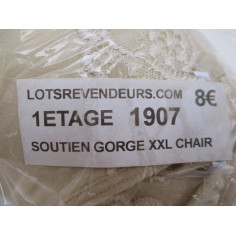 LOTSREVENDEURS.COM 8€
1ETAGE 1907
SOUTIEN GORGE XXL CHAIR